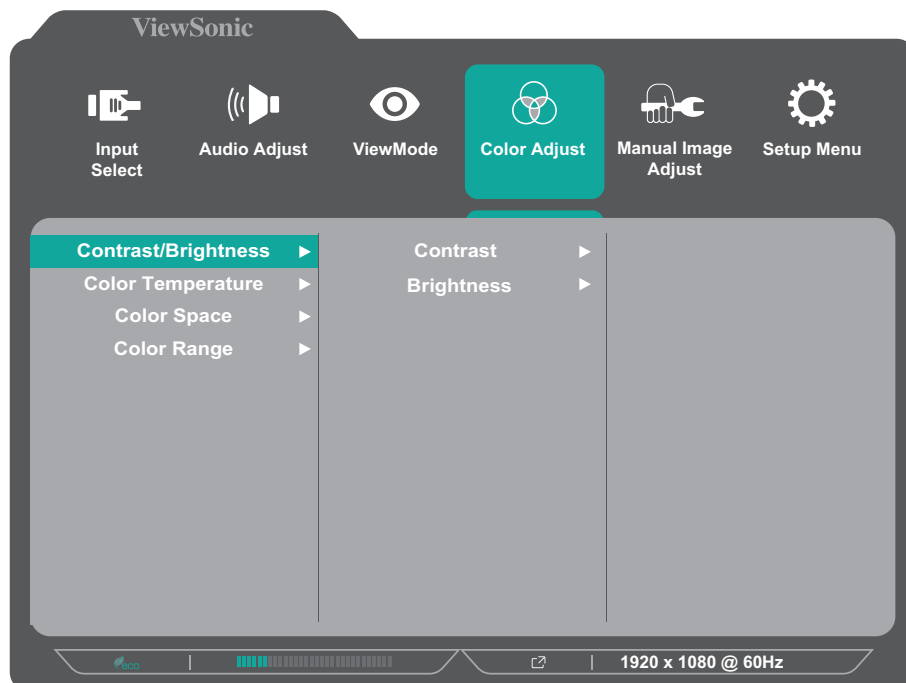 ViewSonic
Input Select
Audio Adjust
ViewMode
Color Adjust
Manual Image Adjust
Setup Menu
Contrast/Brightness
Color Temperature
Color Space
Color Range
Contrast
Brightness
eco
1920 x 1080 @ 60Hz